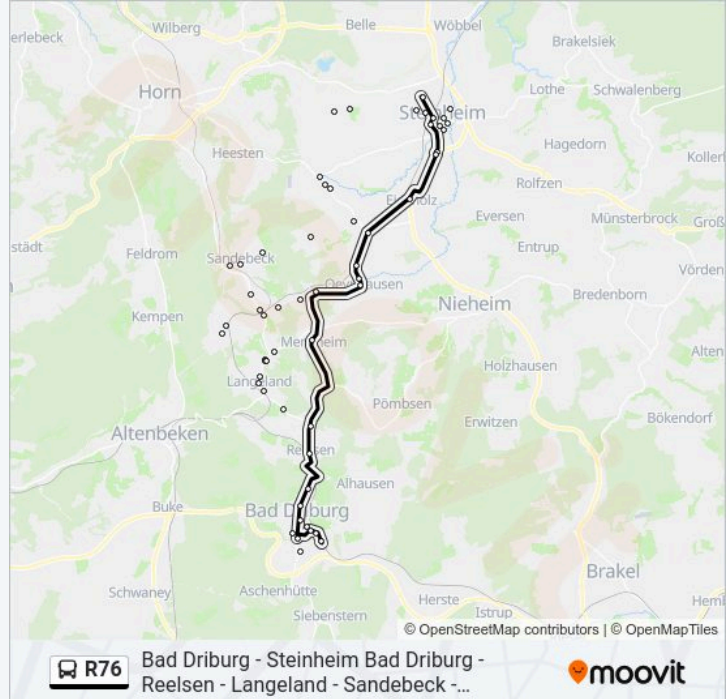 Wilberg
Belle
Wöbbel
erlebeck
Brakelsiek
Horn
Lothe
Schwalenberg
Heesten
Hagedorn
Rolfzen
Kollerl
Eversen
Münsterbrock
Groß
städt
Feldrom
Sandebeck
Entrup
Vörden
Kempen
Nieheim
Bredenborn
Holzhausen
Alten
Langeland
Pömbsen
Bökendorf
Altenbeken
Erwitzen
Alhausen
Buke
Bad Driburg
Brakel
Schwaney
Aschenhütte
Herste
Hemb
Siebenstern
Istrup
© OpenStreetMap contributors | © OpenMapTiles
R76
Bad Driburg - Steinheim Bad Driburg -
Reelsen - Langeland - Sandebeck -...
moovit